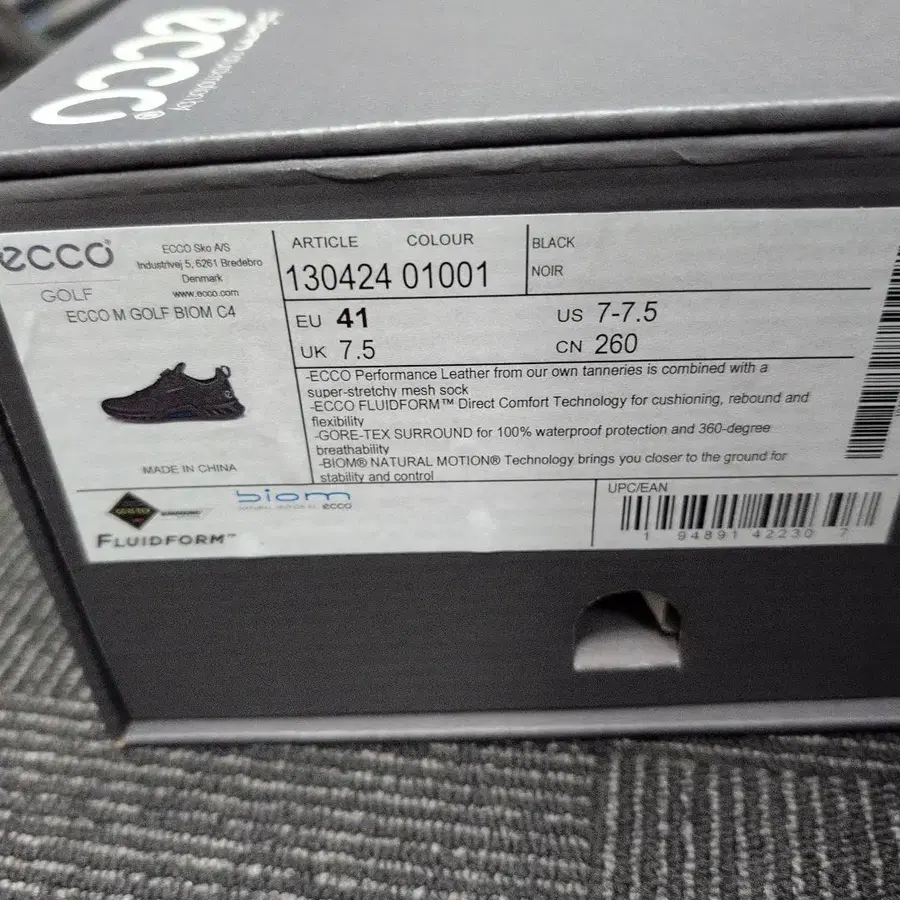 ecco®
ecco
GOLF
ECCO Sko A/S
Industrivej 5, 6261 Bredebro
Denmark
www.ecco.com
ECCO M GOLF BIOM C4
MADE IN CHINA
ARTICLE COLOUR
130424 01001
BLACK
NOIR
EU 41
US 7-7.5
UK 7.5
CN 260
-ECCO Performance Leather from our own tanneries is combined with a
super-stretchy mesh sock
-ECCO FLUIDFORM™ Direct Comfort Technology for cushioning, rebound and
flexibility
-GORE-TEX SURROUND for 100% waterproof protection and 360-degree
breathability
-BIOM® NATURAL MOTION® Technology brings you closer to the ground for
stability and control
GORE-TEX
biom
NATURAL MOTION BY ecco
FLUIDFORM™
UPC/EAN
1 94891 42230 7